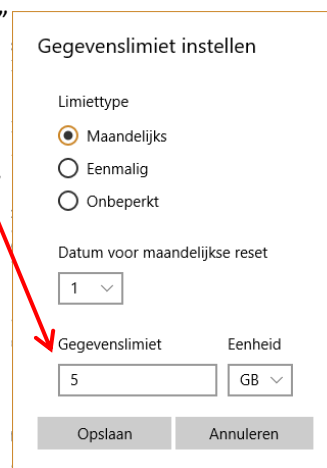 ”
Gegevenslimiet instellen
Limiettype
Maandelijks
Eenmalig
Onbeperkt
Datum voor maandelijkse reset
1
Gegevenslimiet Eenheid
5 GB
Opslaan Annuleren